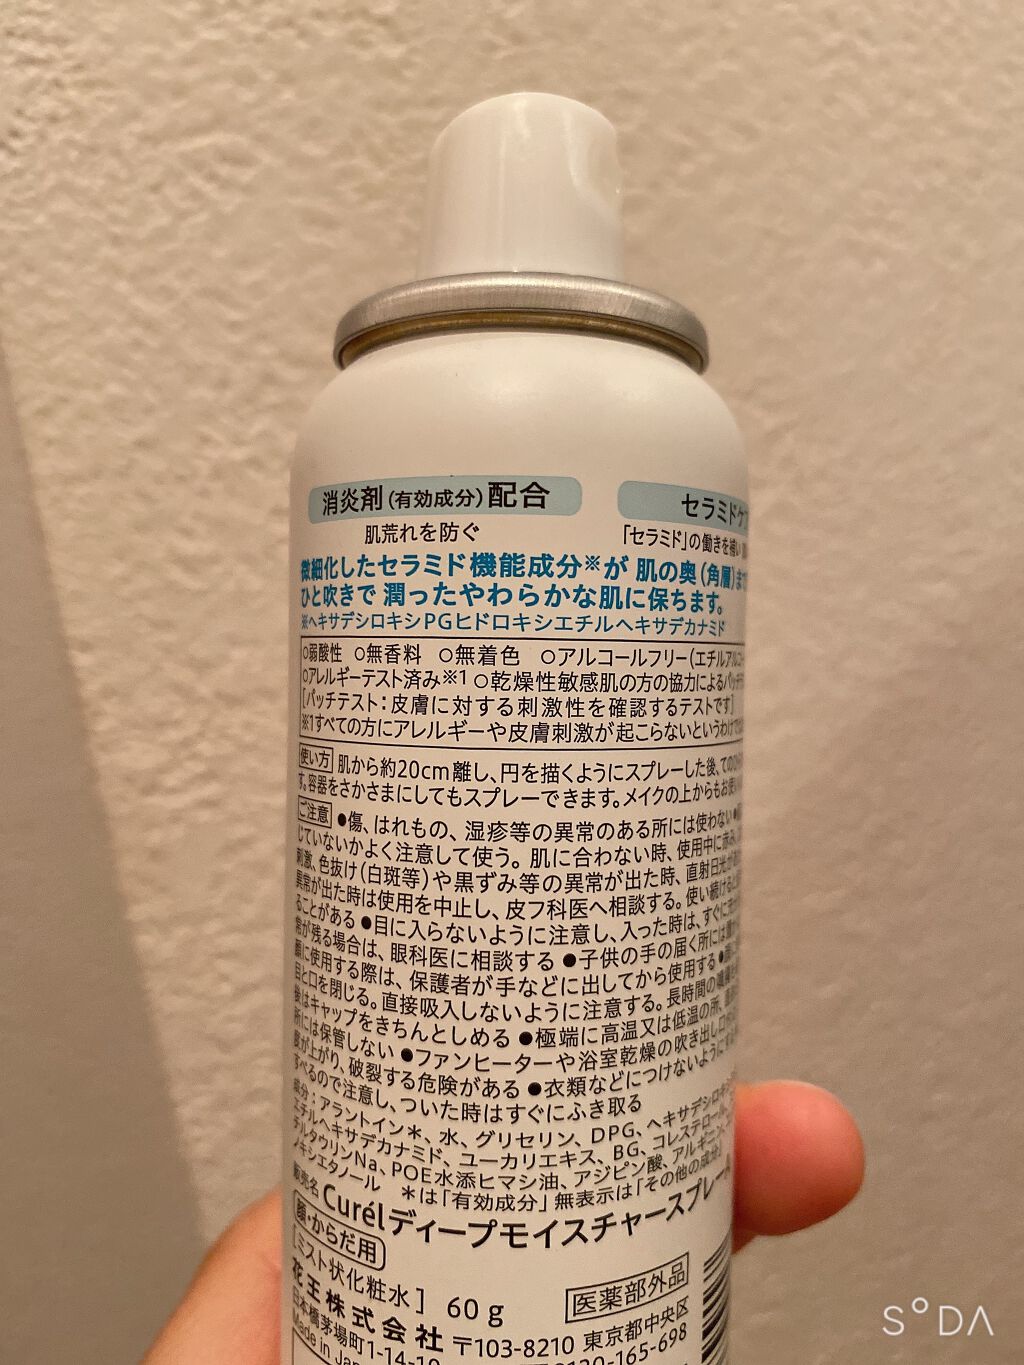 消炎剤(有効成分)配合
肌荒れを防ぐ
セラミドケア
「セラミド」の働きを補い
微細化したセラミド機能成分※が 肌の奥(角層)まで
ひと吹きで 潤ったやわらかな肌に保ちます。
※ヘキサデシロキシPGヒドロキシエチルヘキサデカナミド
○弱酸性 ○無香料 ○無着色 ○アルコールフリー(エチルアルコー
○アレルギーテスト済み※1 ○乾燥性敏感肌の方の協力によるパッチテ
[パッチテスト：皮膚に対する刺激性を確認するテストです]
※1すべての方にアレルギーや皮膚刺激が起こらないというわけで
使い方 肌から約20cm離し、円を描くようにスプレーした後、てのひら
す。容器をさかさまにしてもスプレーできます。メイクの上からもお使い
ご注意 ●傷、はれもの、湿疹等の異常のある所には使わない
じていないかよく注意して使う。肌に合わない時、使用中に赤み、
刺激、色抜け(白斑等)や黒ずみ等の異常が出た時、直射日光が
異常が出た時は使用を中止し、皮フ科医へ相談する。使い続けると
ることがある ●目に入らないように注意し、入った時は、すぐに
常が残る場合は、眼科医に相談する ●子供の手の届く所には
顔に使用する際は、保護者が手などに出してから使用する
目と口を閉じる。直接吸入しないように注意する。長時間の
後はキャップをきちんとしめる ●極端に高温又は低温の所、
所には保管しない ●ファンヒーターや浴室乾燥の吹き出し口
度が上がり、破裂する危険がある ●衣類などにつけないように
すべるので注意し、ついた時はすぐにふき取る
成分：アラントイン*、水、グリセリン、DPG、ヘキサデシロキシ
エチルヘキサデカナミド、ユーカリエキス、BG、コレステロール、
チルタウリンNa、POE水添ヒマシ油、アジピン酸、アルギニン
ノキシエタノール *は「有効成分」無表示は「その他の成分」
販売名 Curélディープモイスチャースプレー
顔・からだ用
[ミスト状化粧水] 60g 医薬部外品
花王株式会社 〒103-8210 東京都中央区
日本橋茅場町1-14-10 0120-165-698
Made in Japan
SODA